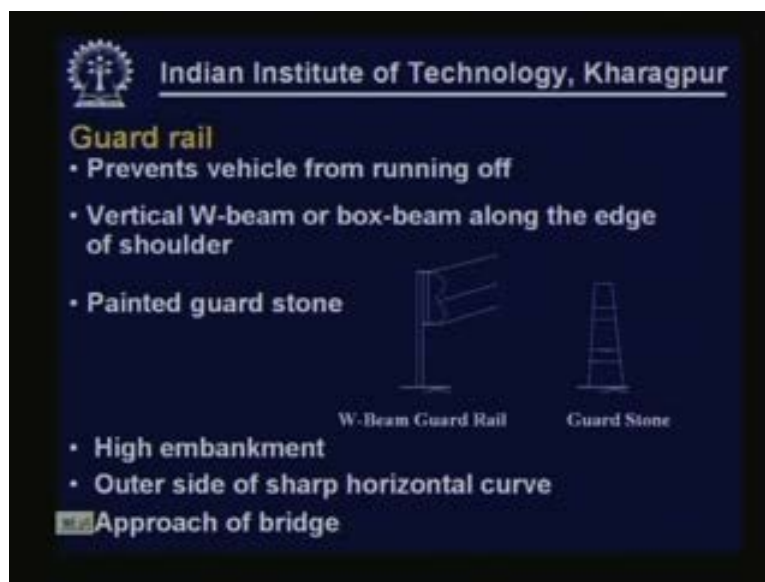 Indian Institute of Technology, Kharagpur
Guard rail
• Prevents vehicle from running off
• Vertical W-beam or box-beam along the edge
of shoulder
• Painted guard stone
W-Beam Guard Rail
Guard Stone
• High embankment
• Outer side of sharp horizontal curve
Approach of bridge